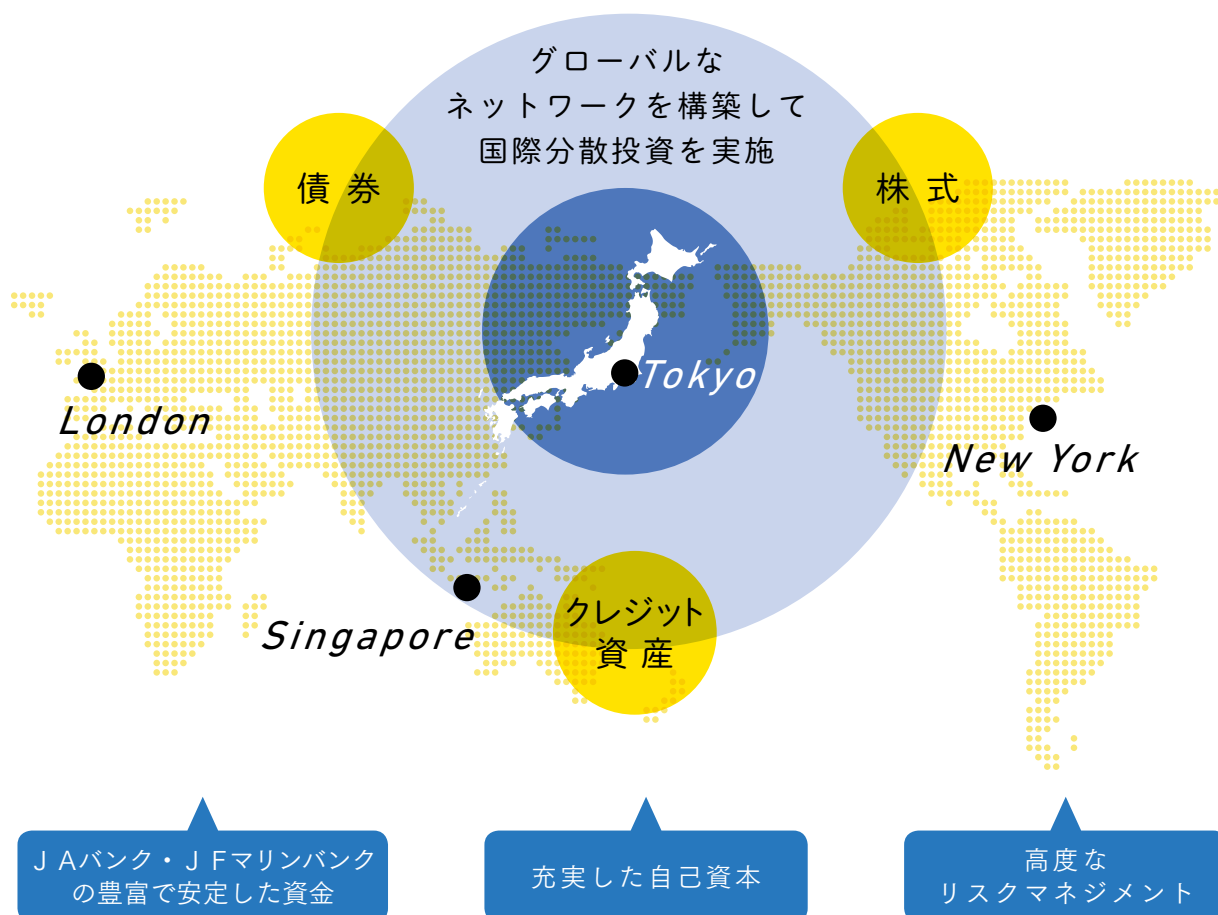 グローバルな
ネットワークを構築して
国際分散投資を実施
債券
株式
Tokyo
London
New York
Singapore
クレジット
資産
JAバンク・JFマリンバンク
の豊富で安定した資金
充実した自己資本
高度な
リスクマネジメント